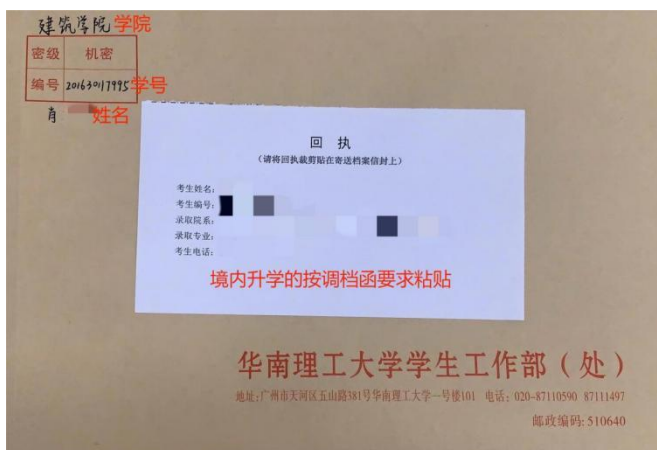 建筑学院 学院
密级 机密
编号 201630117995 学号
肖 姓名
回 执
（请将回执裁剪贴在寄送档案信封上）
考生姓名:
考生编号:
录取院系:
录取专业:
考生电话:
境内升学的按调档函要求粘贴
华南理工大学学生工作部（处）
地址:广州市天河区五山路381号华南理工大学一号楼101 电话: 020-87110590 87111497
邮政编码: 510640